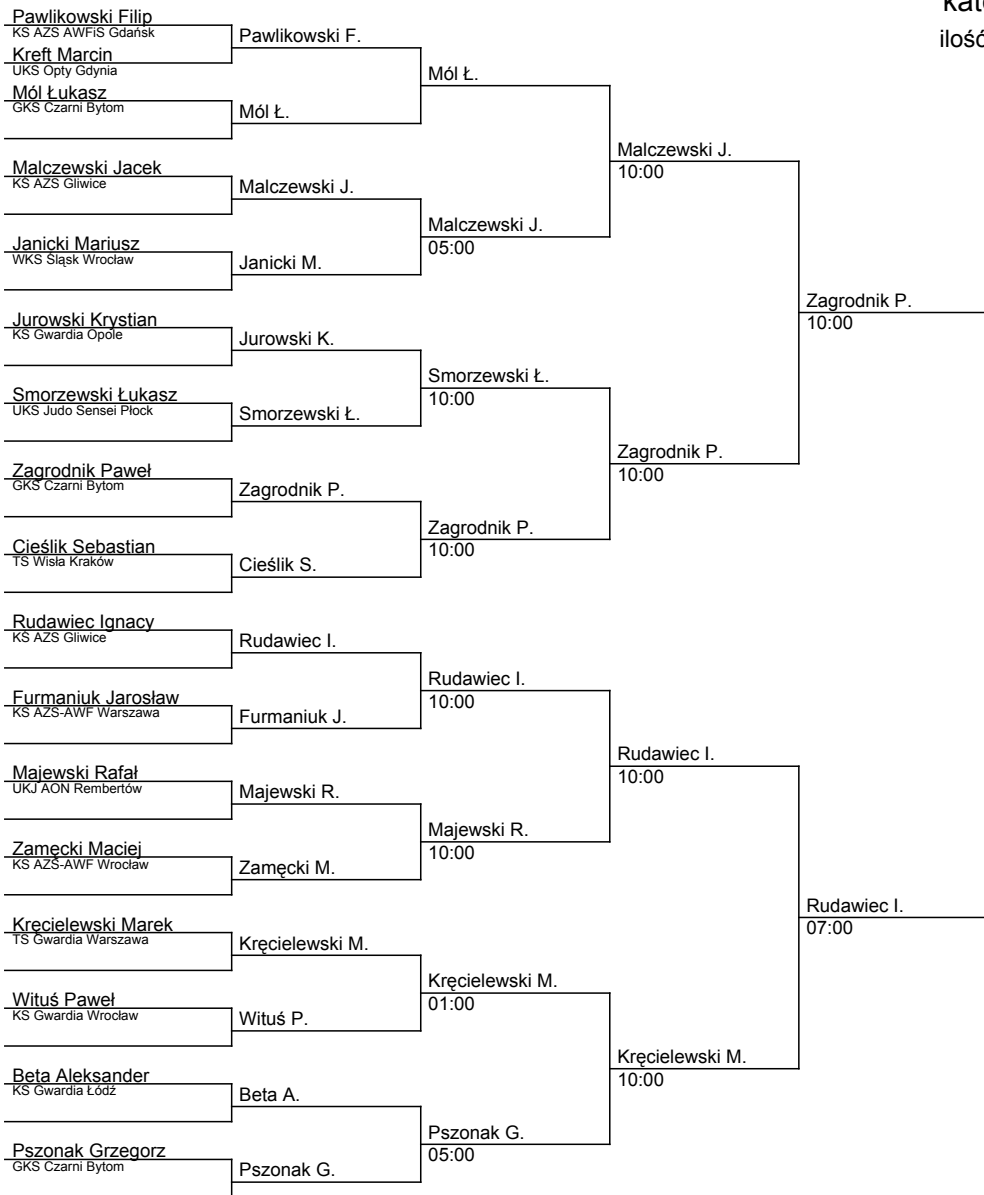 kate
ilość
Pawlikowski Filip
KS AZS AWFiS Gdańsk
Kreft Marcin
UKS Opty Gdynia
Mól Łukasz
GKS Czarni Bytom
Malczewski Jacek
KS AZS Gliwice
Janicki Mariusz
WKS Śląsk Wrocław
Jurowski Krystian
KS Gwardia Opole
Smorzewski Łukasz
UKS Judo Sensei Płock
Zagrodnik Paweł
GKS Czarni Bytom
Cieślik Sebastian
TS Wisła Kraków
Rudawiec Ignacy
KS AZS Gliwice
Furmaniuk Jarosław
KS AZS-AWF Warszawa
Majewski Rafał
UKJ AON Rembertów
Zamęcki Maciej
KS AZS-AWF Wrocław
Kręcielewski Marek
TS Gwardia Warszawa
Wituś Paweł
KS Gwardia Wrocław
Beta Aleksander
KS Gwardia Łódź
Pszonak Grzegorz
GKS Czarni Bytom
Pawlikowski F.
Mól Ł.
Malczewski J.
Janicki M.
Jurowski K.
Smorzewski Ł.
Zagrodnik P.
Cieślik S.
Rudawiec I.
Furmaniuk J.
Majewski R.
Zamęcki M.
Kręcielewski M.
Wituś P.
Beta A.
Pszonak G.
Mól Ł.
Malczewski J.
05:00
Smorzewski Ł.
10:00
Zagrodnik P.
10:00
Rudawiec I.
10:00
Majewski R.
10:00
Kręcielewski M.
01:00
Pszonak G.
05:00
Malczewski J.
10:00
Zagrodnik P.
10:00
Rudawiec I.
10:00
Kręcielewski M.
10:00
Zagrodnik P.
10:00
Rudawiec I.
07:00